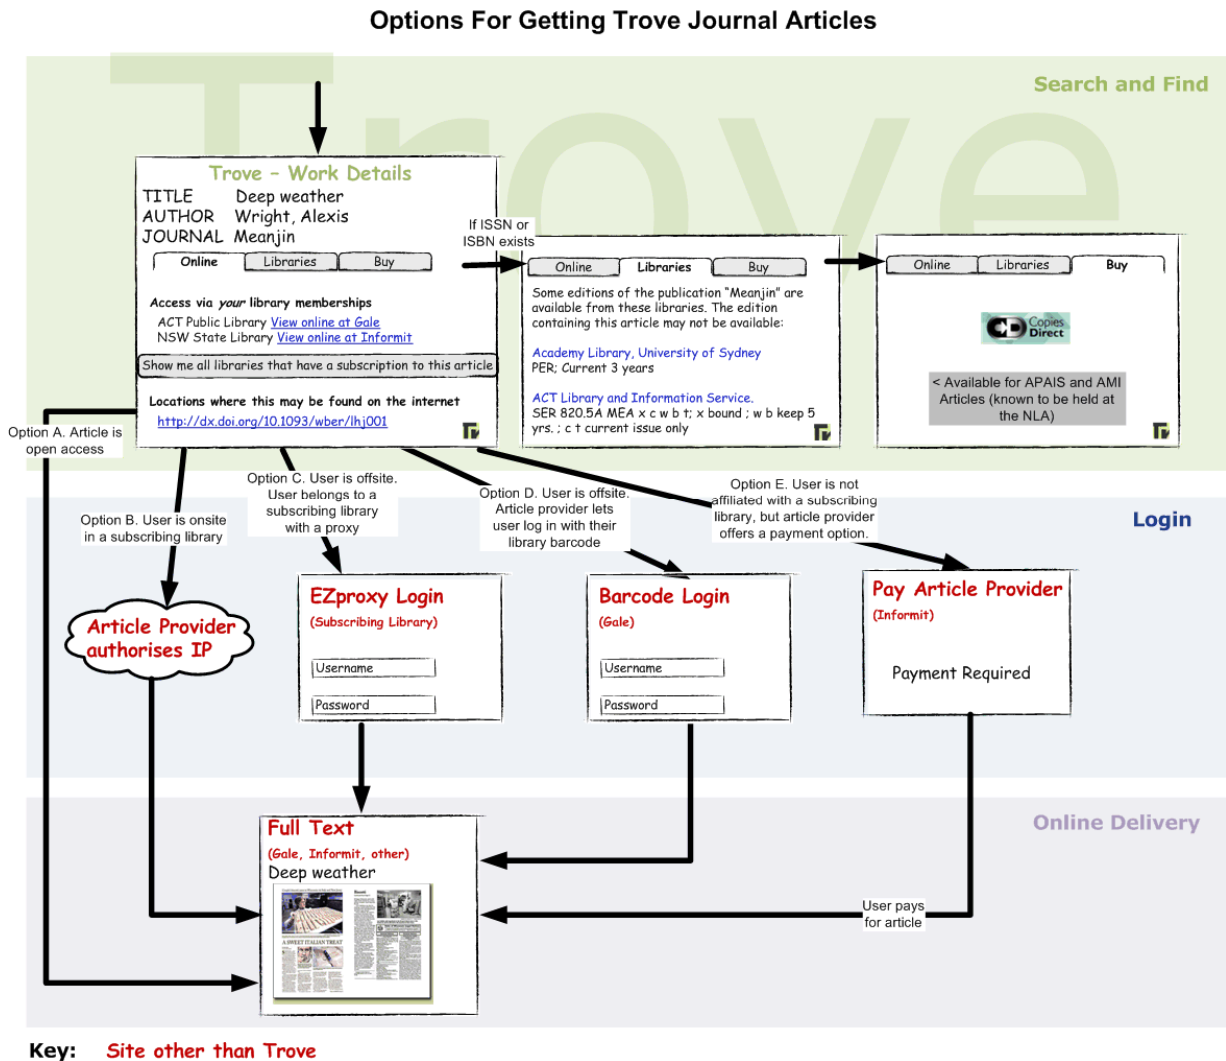 Options For Getting Trove Journal Articles
Trove
Search and Find
Trove – Work Details
TITLE Deep weather
AUTHOR Wright, Alexis
JOURNAL Meanjin
Online Libraries Buy
Access via your library memberships
ACT Public Library View online at Gale
NSW State Library View online at Informit
Show me all libraries that have a subscription to this article
Locations where this may be found on the internet
http://dx.doi.org/10.1093/wber/lhj001
If ISSN or
ISBN exists
Online Libraries Buy
Some editions of the publication “Meanjin” are
available from these libraries. The edition
containing this article may not be available:
Academy Library, University of Sydney
PER; Current 3 years
ACT Library and Information Service.
SER 820.5A MEA x c w b t; x bound ; w b keep 5
yrs. ; c t current issue only
Online Libraries Buy
CD Copies
Direct
< Available for APAIS and AMI
Articles (known to be held at
the NLA)
Option A. Article is
open access
Option B. User is onsite
in a subscribing library
Option C. User is offsite.
User belongs to a
subscribing library
with a proxy
Option D. User is offsite.
Article provider lets
user log in with their
library barcode
Option E. User is not
affiliated with a subscribing
library, but article provider
offers a payment option.
Login
Article Provider
authorises IP
EZproxy Login
(Subscribing Library)
Username
Password
Barcode Login
(Gale)
Username
Password
Pay Article Provider
(Informit)
Payment Required
Online Delivery
Full Text
(Gale, Informit, other)
Deep weather
A SWEET ITALIAN TREAT
User pays
for article
Key: Site other than Trove